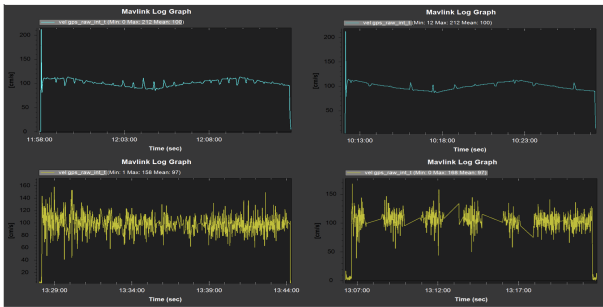 Mavlink Log Graph
vel:gps_raw_int_t (Min: 0 Max: 212 Mean: 100)
200
150
100
50
0
[cm/s]
11:58:00 12:03:00 12:08:00
Time (sec)
Mavlink Log Graph
vel:gps_raw_int_t (Min: 12 Max: 212 Mean: 100)
200
150
100
50
[cm/s]
10:13:00 10:18:00 10:23:00
Time (sec)
Mavlink Log Graph
vel:gps_raw_int_t (Min: 1 Max: 158 Mean: 97)
160
140
120
100
80
60
40
20
[cm/s]
13:29:00 13:34:00 13:39:00 13:44:00
Time (sec)
Mavlink Log Graph
vel:gps_raw_int_t (Min: 0 Max: 166 Mean: 97)
150
100
50
0
[cm/s]
13:07:00 13:12:00 13:17:00
Time (sec)